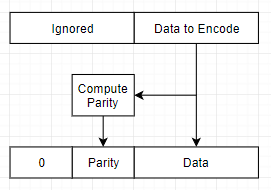 Ignored
Data to Encode
Compute
Parity
0
Parity
Data